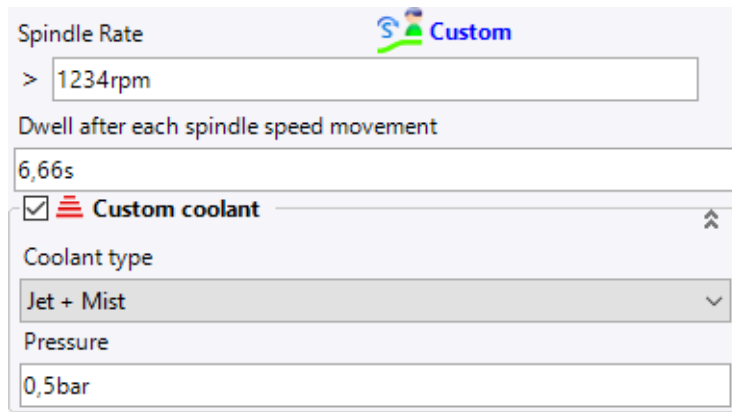 Spindle Rate
Custom
> 1234rpm
Dwell after each spindle speed movement
6,66s
Custom coolant
Coolant type
Jet + Mist
Pressure
0,5bar